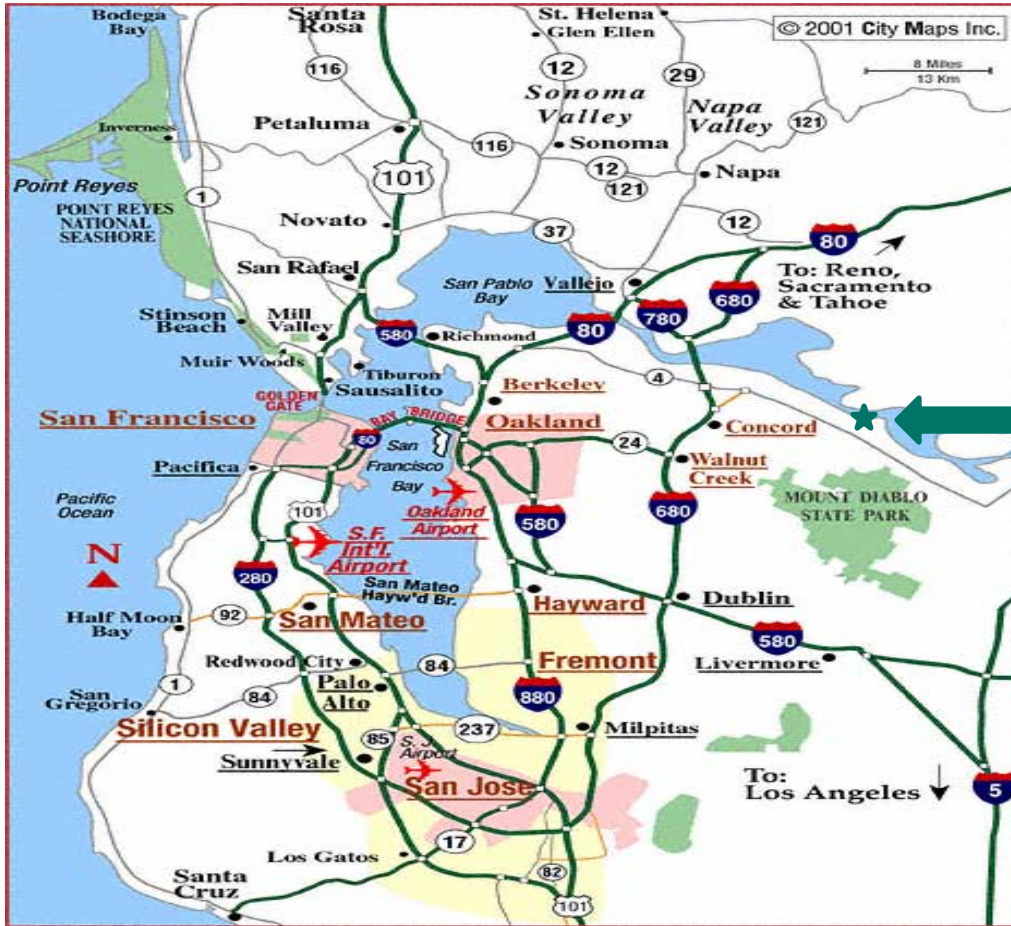 Bodega
Bay
Santa
Rosa
St. Helena
Glen Ellen
© 2001 City Maps Inc.
8 Miles
13 Km
116
12
29
Sonoma
Valley
Napa
Valley
121
Inverness
Petaluma
116
Sonoma
12
121
Napa
101
Point Reyes
POINT REYES
NATIONAL
SEASHORE
1
Novato
37
12
80
To: Reno,
Sacramento
& Tahoe
San Rafael
San Pablo
Bay
Vallejo
680
780
80
Stinson
Beach
Mill
Valley
580
Richmond
Muir Woods
Tiburon
Sausalito
4
Berkeley
GOLDEN
GATE
San Francisco
BAY BRIDGE
Oakland
Concord
80
San
Francisco
Bay
24
Walnut
Creek
Pacifica
Pacific
Ocean
101
Oakland
Airport
580
680
MOUNT DIABLO
STATE PARK
N
S.F.
Int'l.
Airport
280
San Mateo
Hayw'd Br.
Hayward
Dublin
Half Moon
Bay
92
San Mateo
580
Livermore
Redwood City
84
Fremont
San
Gregorio
1
84
Palo
Alto
880
Silicon Valley
237
Milpitas
85
S. J.
Airport
Sunnyvale
San Jose
To:
Los Angeles
5
17
Los Gatos
82
Santa
Cruz
101